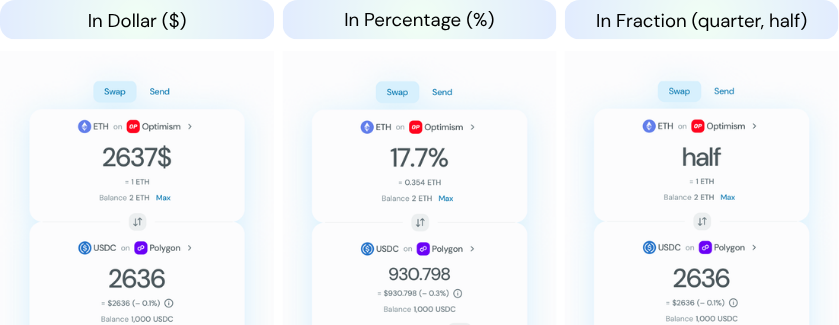 In Dollar ($)
Swap Send
ETH on OP Optimism >
2637$
≈ 1 ETH
Balance 2 ETH Max
USDC on Polygon >
2636
≈ $2636 (– 0.1%)
Balance 1,000 USDC
In Percentage (%)
Swap Send
ETH on OP Optimism >
17.7%
≈ 0.354 ETH
Balance 2 ETH Max
USDC on Polygon >
930.798
≈ $930.798 (– 0.3%)
Balance 1,000 USDC
In Fraction (quarter, half)
Swap Send
ETH on OP Optimism >
half
≈ 1 ETH
Balance 2 ETH Max
USDC on Polygon >
2636
≈ $2636 (– 0.1%)
Balance 1,000 USDC